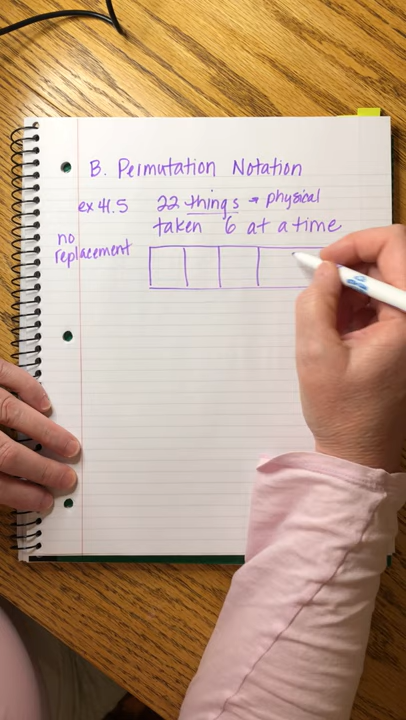 B. Permutation Notation
ex 41.5 22 things → physical
taken 6 at a time
no
replacement